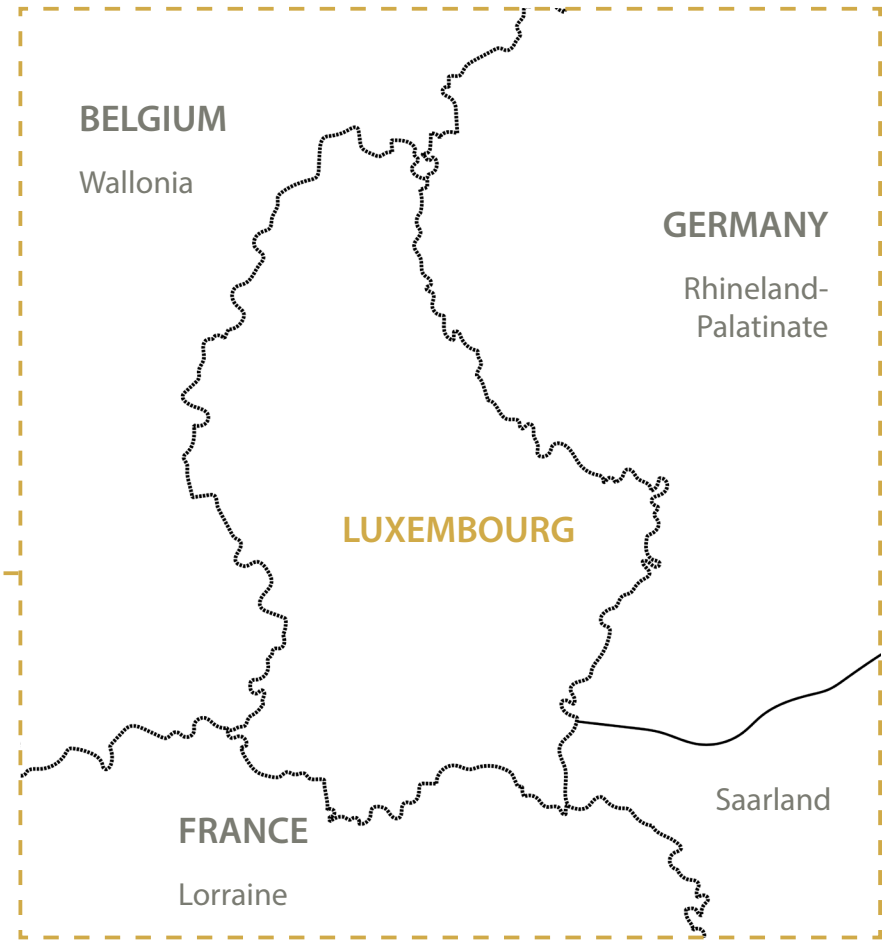 BELGIUM
Wallonia
GERMANY
Rhineland-
Palatinate
LUXEMBOURG
Saarland
FRANCE
Lorraine